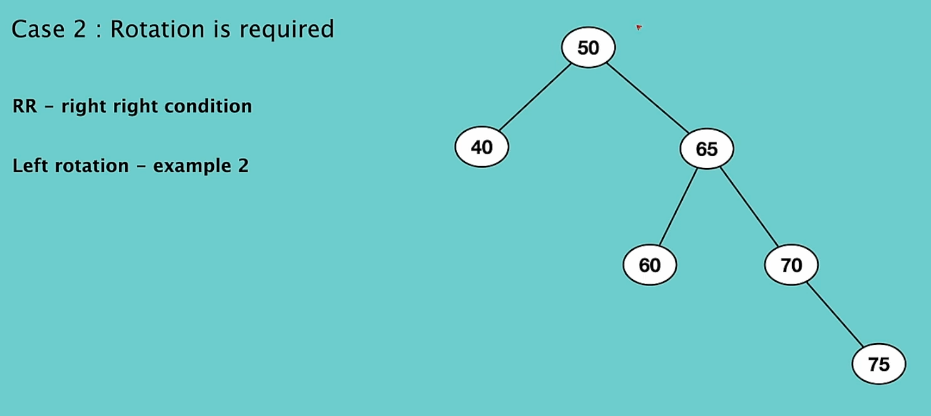 Case 2 : Rotation is required
RR – right right condition
Left rotation – example 2
50
40
65
60
70
75